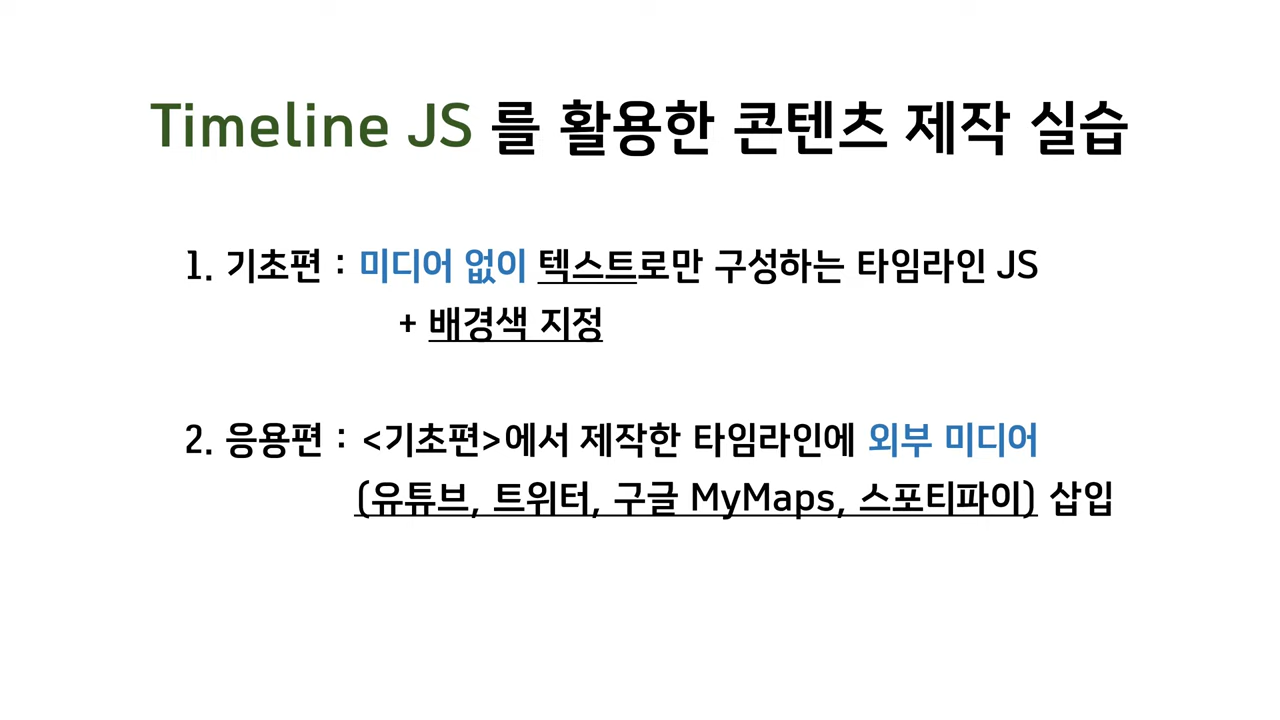 Timeline JS 를 활용한 콘텐츠 제작 실습
1. 기초편 : 미디어 없이 텍스트로만 구성하는 타임라인 JS
+ 배경색 지정
2. 응용편 : <기초편>에서 제작한 타임라인에 외부 미디어
(유튜브, 트위터, 구글 MyMaps, 스포티파이) 삽입